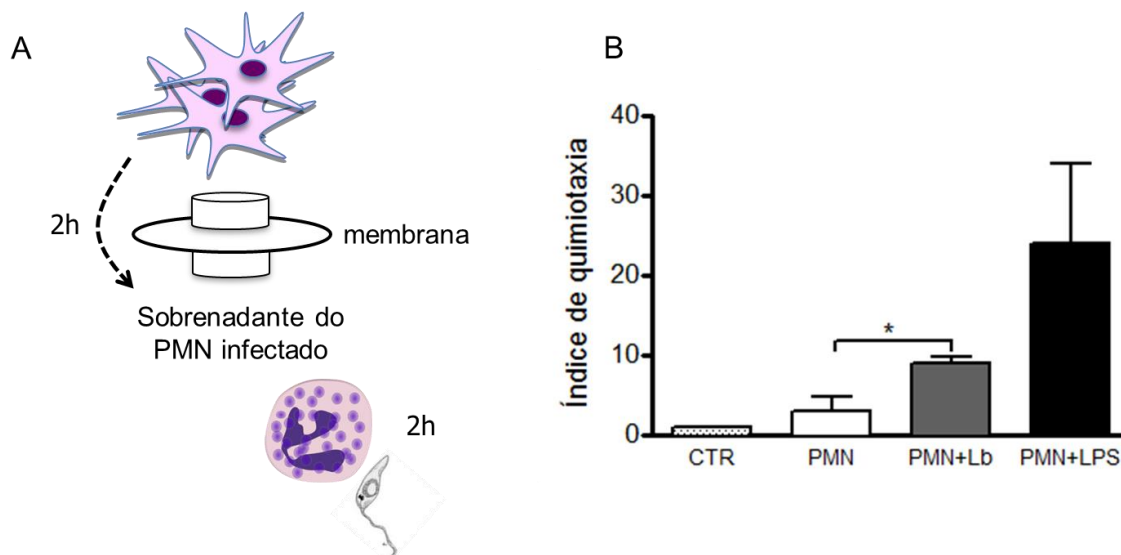 A
2h
membrana
Sobrenadante do
PMN infectado
2h
B
Índice de quimiotaxia
40
30
20
10
0
*
CTR
PMN
PMN+Lb
PMN+LPS